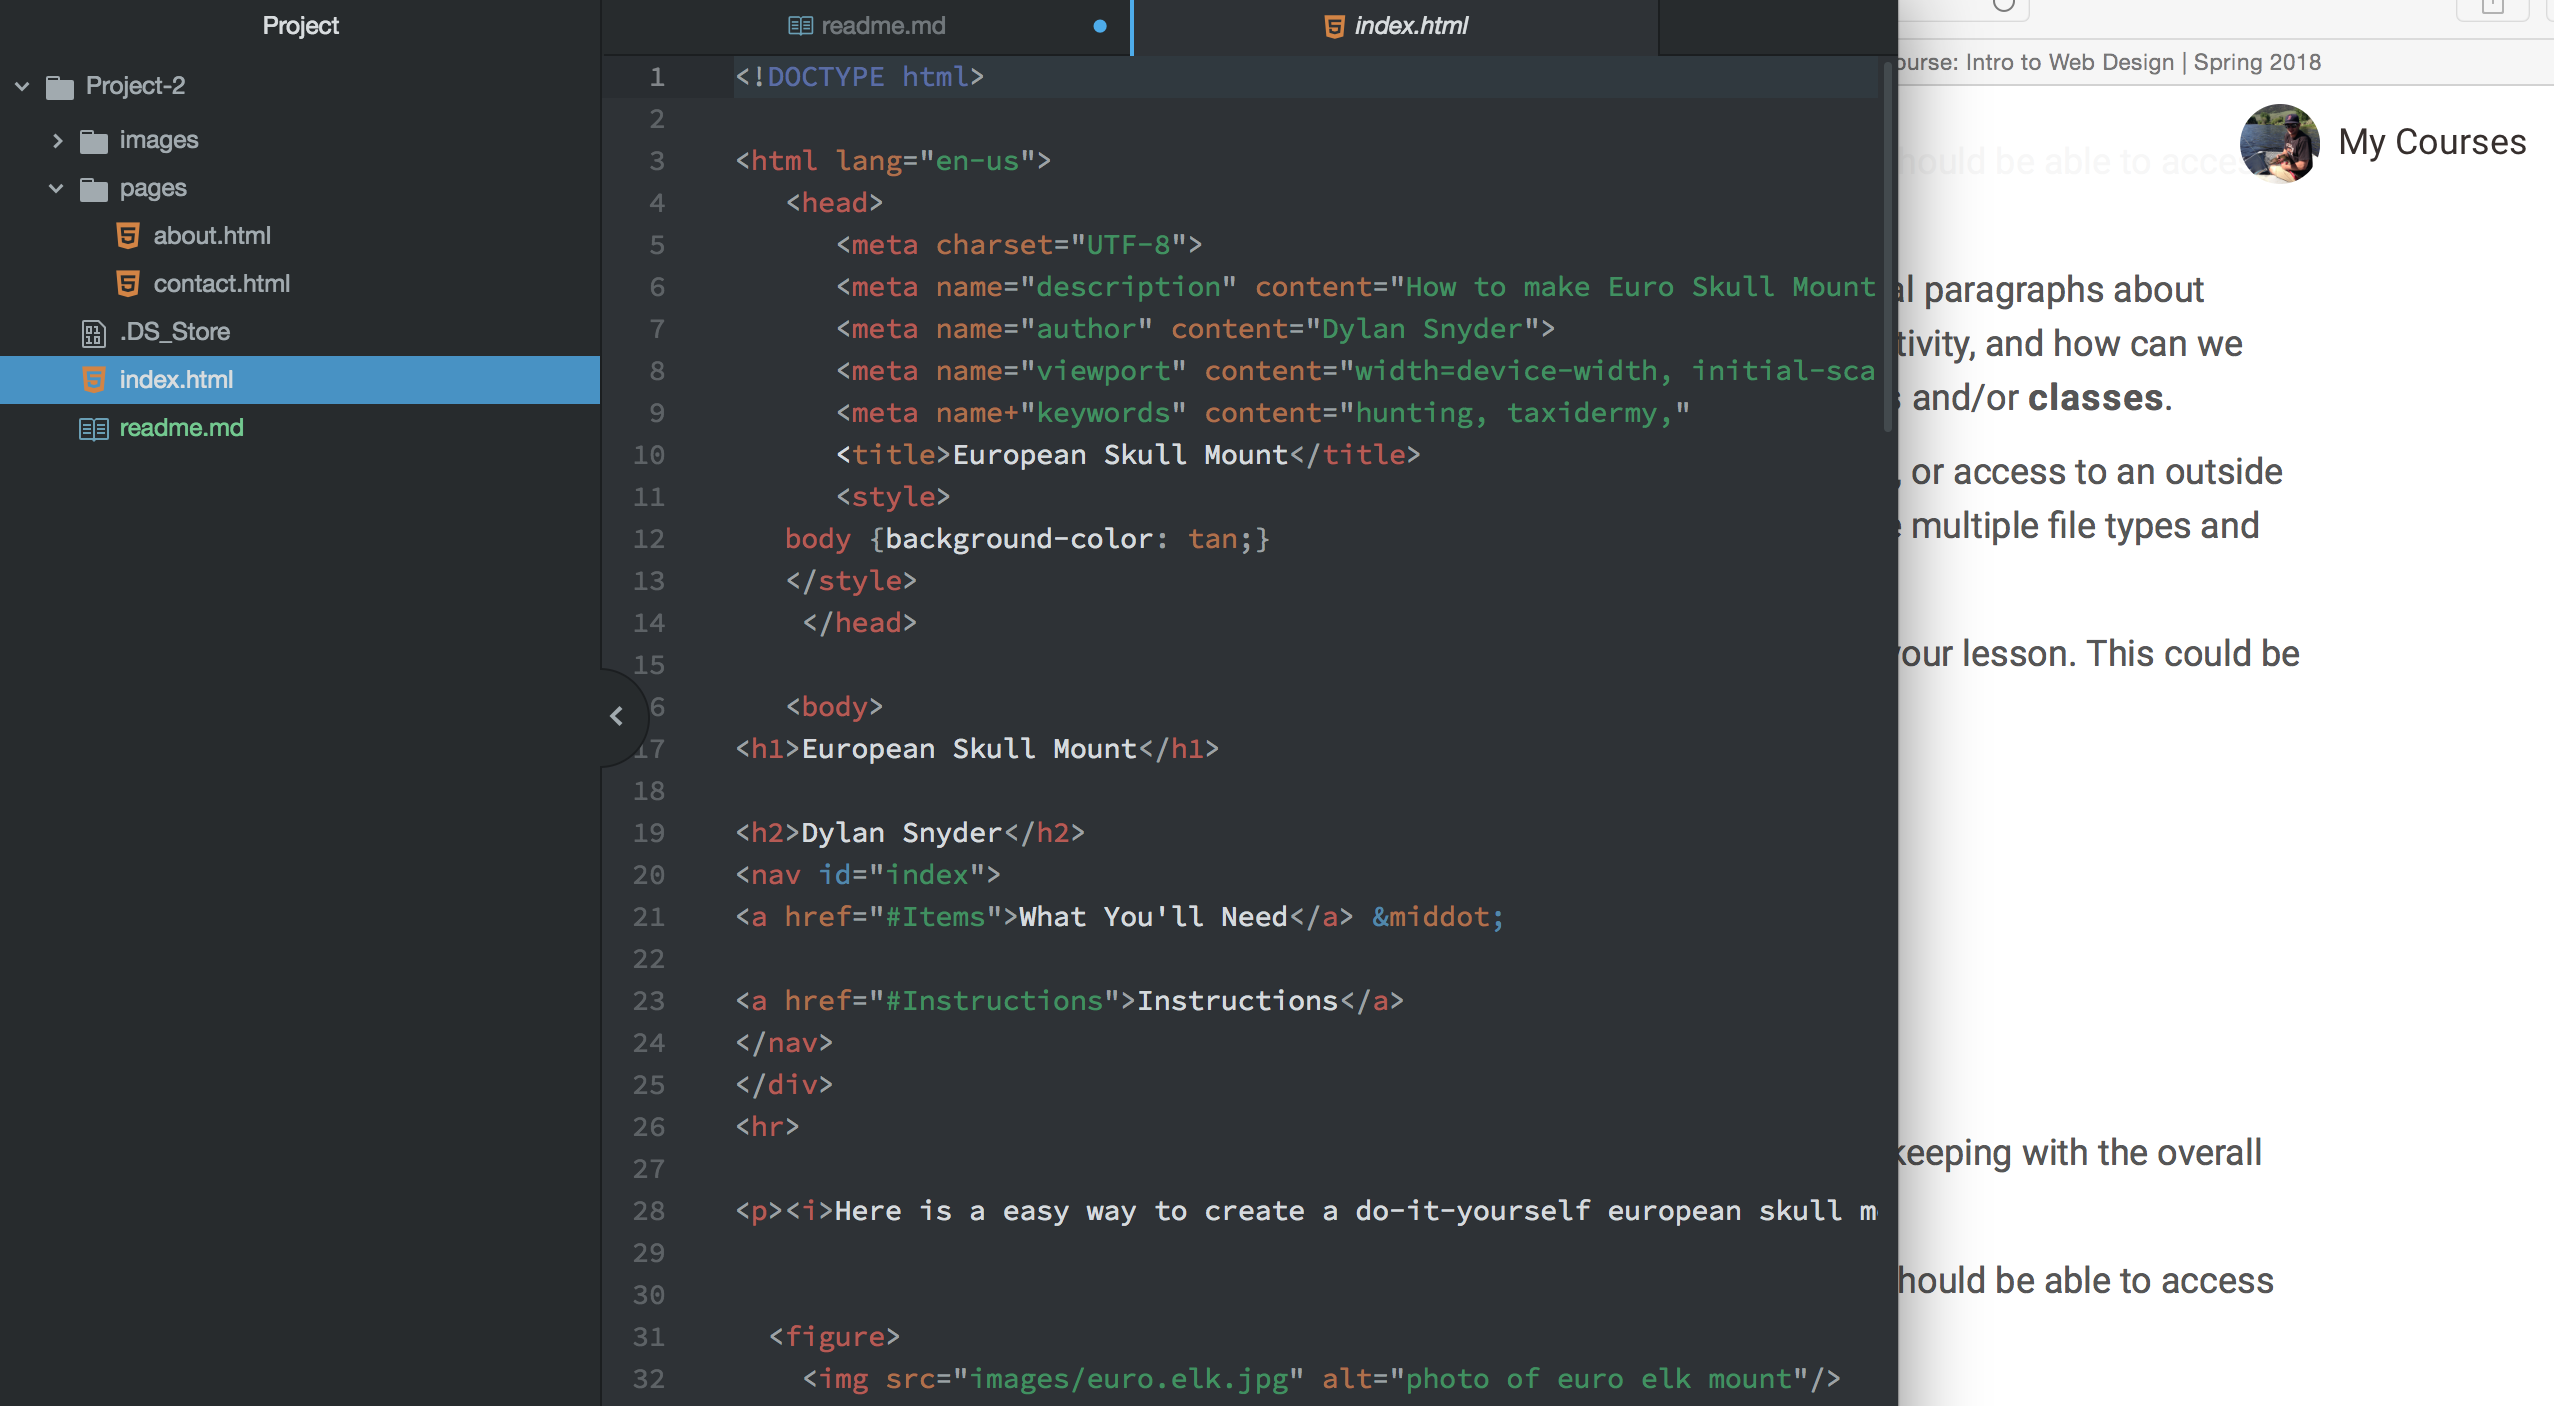 Project
Project-2
images
pages
about.html
contact.html
.DS_Store
index.html
readme.md
readme.md
index.html
1 <!DOCTYPE html>
2
3 <html lang="en-us">
4 <head>
5 <meta charset="UTF-8">
6 <meta name="description" content="How to make Euro Skull Mount
7 <meta name="author" content="Dylan Snyder">
8 <meta name="viewport" content="width=device-width, initial-sca
9 <meta name+"keywords" content="hunting, taxidermy,"
10 <title>European Skull Mount</title>
11 <style>
12 body {background-color: tan;}
13 </style>
14 </head>
15
6 <body>
17 <h1>European Skull Mount</h1>
18
19 <h2>Dylan Snyder</h2>
20 <nav id="index">
21 <a href="#Items">What You'll Need</a> &middot;
22
23 <a href="#Instructions">Instructions</a>
24 </nav>
25 </div>
26 <hr>
27
28 <p><i>Here is a easy way to create a do-it-yourself european skull m
29
30
31 <figure>
32 <img src="images/euro.elk.jpg" alt="photo of euro elk mount"/>
ourse: Intro to Web Design | Spring 2018
My Courses
hould be able to acce
al paragraphs about
tivity, and how can we
and/or classes.
, or access to an outside
multiple file types and
your lesson. This could be
keeping with the overall
hould be able to access